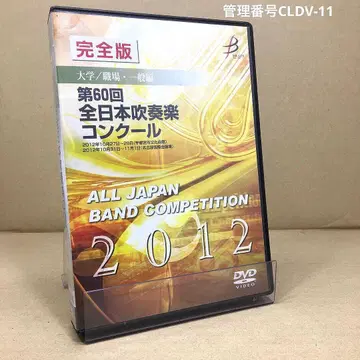 管理番号CLDV-11
完全版
大学/職場・一般編
第60回
全日本吹奏楽
コンクール
ALL JAPAN
BAND COMPETITION
2012
DVD
VIDEO